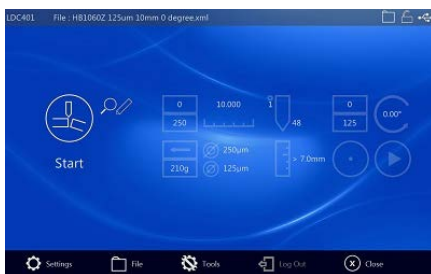 LDC401 File : HB1060Z 125um 10mm 0 degree.xml
0 10.000 0 0.00°
250 48 125
Start
250µm
> 7.0mm
210g 125µm
Settings File Tools Log Out Close